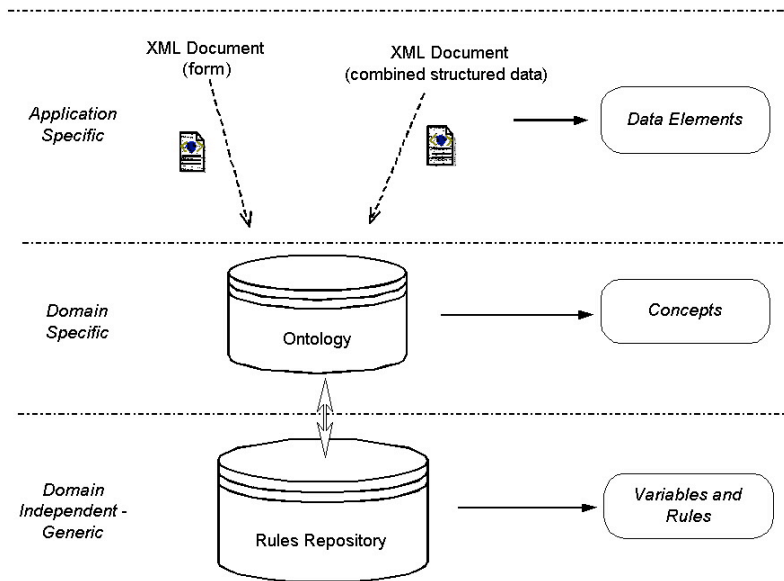 XML Document
(form)
XML Document
(combined structured data)
Application
Specific
Data Elements
Domain
Specific
Ontology
Concepts
Domain
Independent -
Generic
Rules Repository
Variables and
Rules